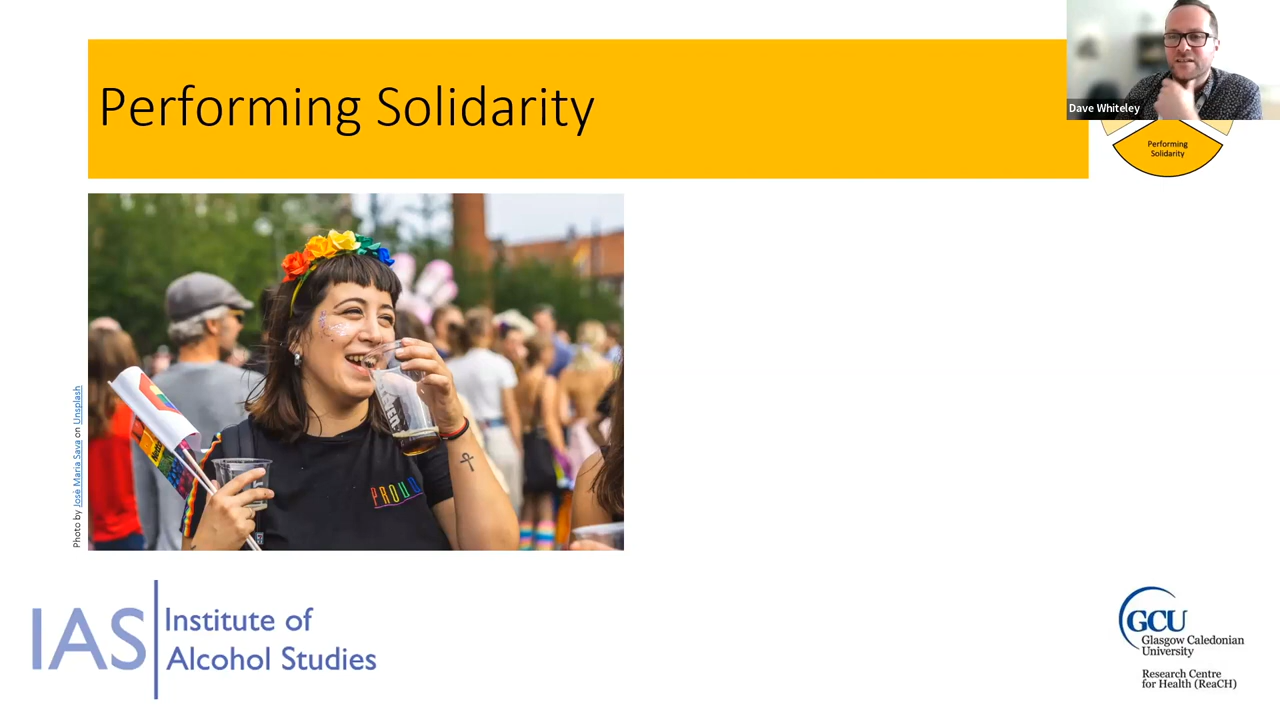 Performing Solidarity
Dave Whiteley
Performing
Solidarity
PROUD
Photo by José Maria Sava on Unsplash
IAS
Institute of
Alcohol Studies
GCU
Glasgow Caledonian
University
Research Centre
for Health (ReaCH)